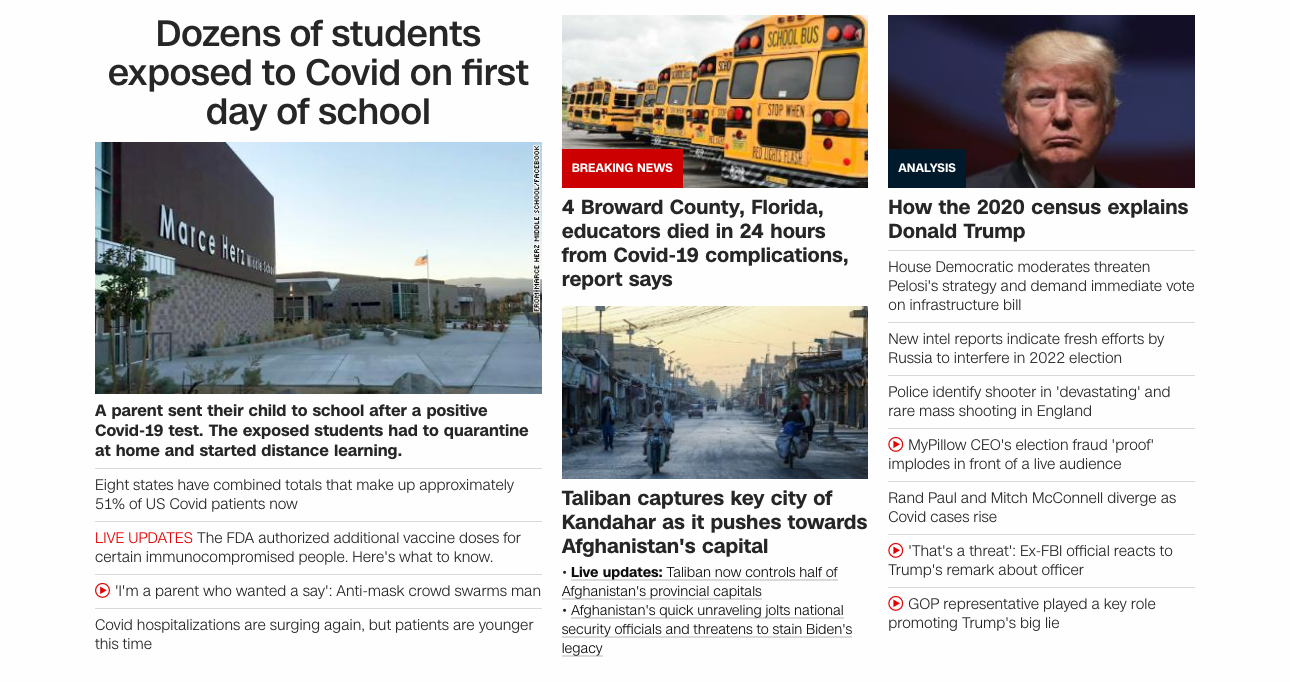 Dozens of students
exposed to Covid on first
day of school
Marce Herz Middle School
FROM MARCE HERZ MIDDLE SCHOOL/FACEBOOK
A parent sent their child to school after a positive
Covid-19 test. The exposed students had to quarantine
at home and started distance learning.
Eight states have combined totals that make up approximately
51% of US Covid patients now
LIVE UPDATES The FDA authorized additional vaccine doses for
certain immunocompromised people. Here's what to know.
'I'm a parent who wanted a say': Anti-mask crowd swarms man
Covid hospitalizations are surging again, but patients are younger
this time
SCHOOL BUS
STOP WHEN
RED LIGHTS FLASH
BREAKING NEWS
4 Broward County, Florida,
educators died in 24 hours
from Covid-19 complications,
report says
Taliban captures key city of
Kandahar as it pushes towards
Afghanistan's capital
• Live updates: Taliban now controls half of
Afghanistan's provincial capitals
• Afghanistan's quick unraveling jolts national
security officials and threatens to stain Biden's
legacy
ANALYSIS
How the 2020 census explains
Donald Trump
House Democratic moderates threaten
Pelosi's strategy and demand immediate vote
on infrastructure bill
New intel reports indicate fresh efforts by
Russia to interfere in 2022 election
Police identify shooter in 'devastating' and
rare mass shooting in England
MyPillow CEO's election fraud 'proof'
implodes in front of a live audience
Rand Paul and Mitch McConnell diverge as
Covid cases rise
'That's a threat': Ex-FBI official reacts to
Trump's remark about officer
GOP representative played a key role
promoting Trump's big lie